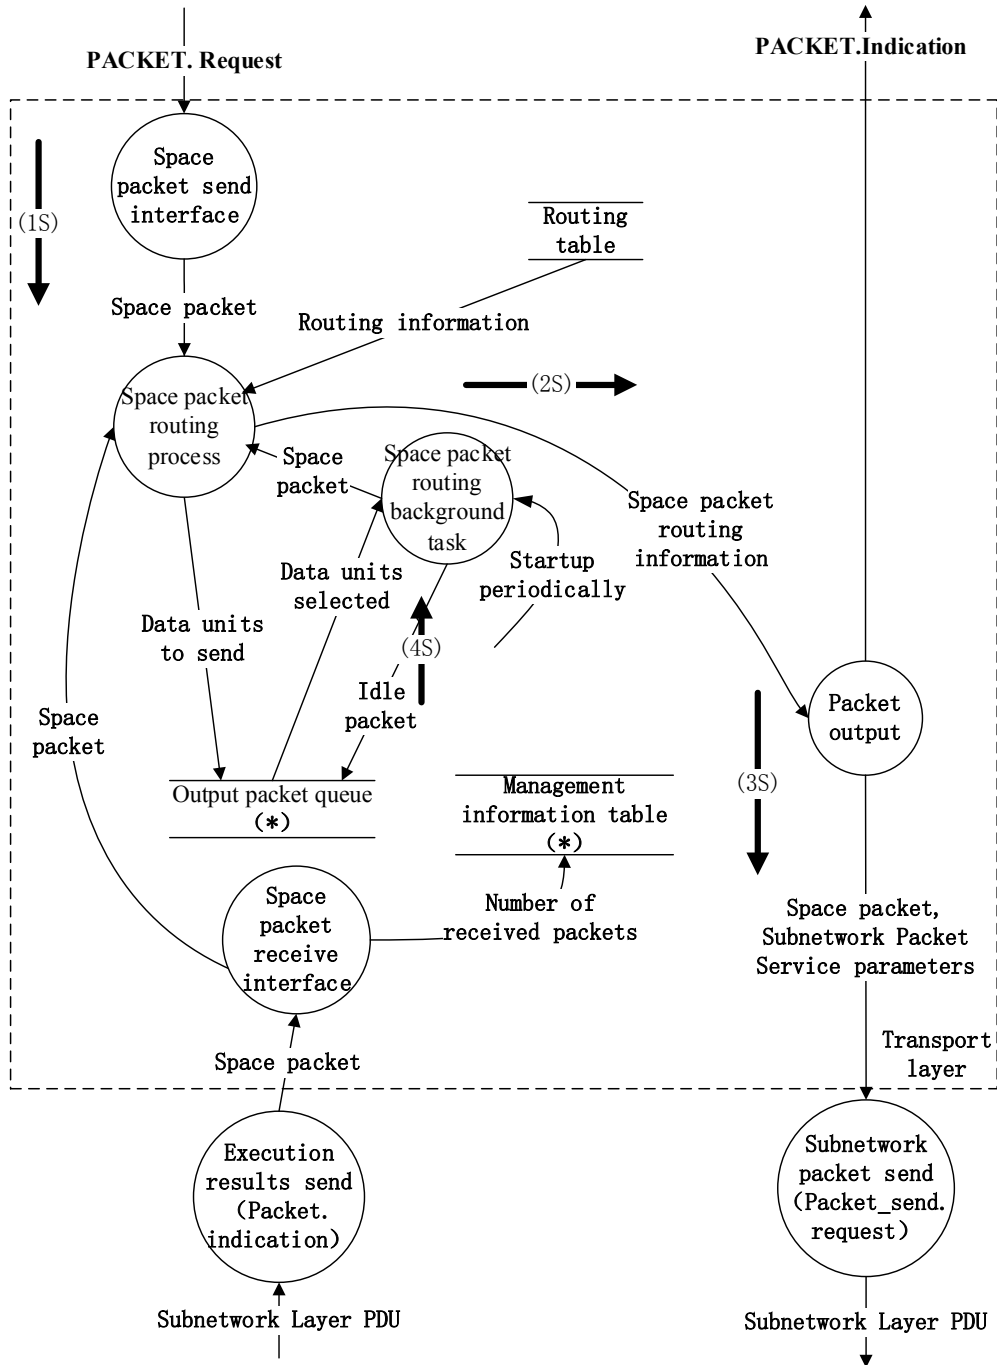 PACKET. Request
PACKET.Indication
Space
packet send
interface
(1S)
Routing
table
Space packet
Routing information
(2S)
Space packet
routing
process
Space
packet
Space packet
routing
background
task
Space packet
routing
information
Startup
periodically
Data units
selected
Data units
to send
(4S)
Idle
packet
Space
packet
Packet
output
(3S)
Output packet queue
(*)
Management
information table
(*)
Space
packet
receive
interface
Number of
received packets
Space packet,
Subnetwork Packet
Service parameters
Space packet
Transport
layer
Execution
results send
(Packet.
indication)
Subnetwork
packet send
(Packet_send.
request)
Subnetwork Layer PDU
Subnetwork Layer PDU